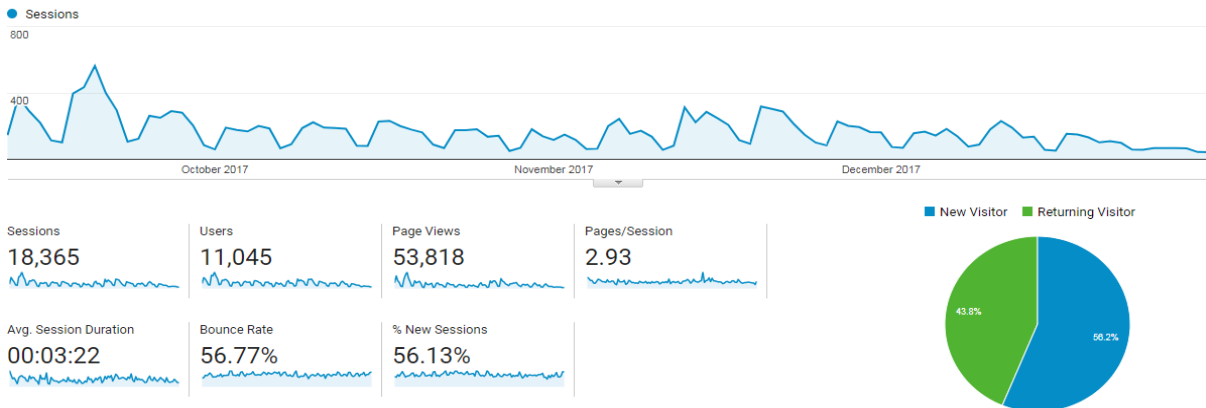 Sessions
800
400
October 2017
November 2017
December 2017
New Visitor
Returning Visitor
Sessions
Users
Page Views
Pages/Session
18,365
11,045
53,818
2.93
Avg. Session Duration
Bounce Rate
% New Sessions
00:03:22
56.77%
56.13%
43.8%
56.2%